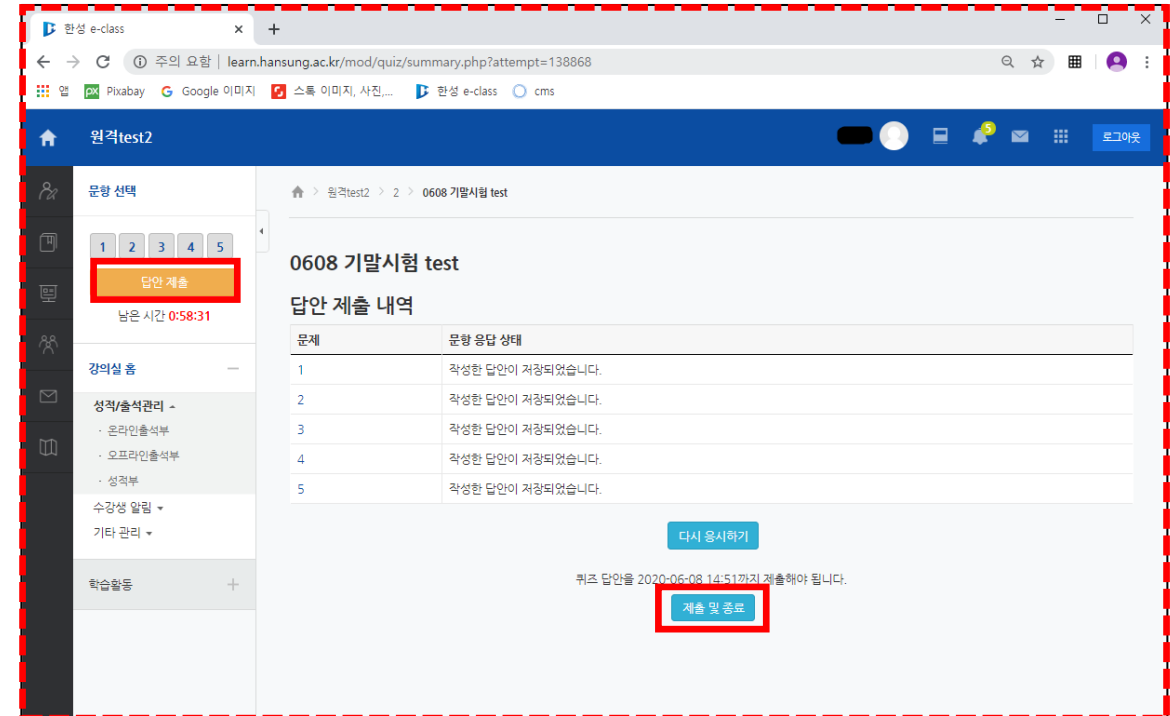 한성 e-class
주의 요함 | learn.hansung.ac.kr/mod/quiz/summary.php?attempt=138868
앱 px Pixabay G Google 이미지 스톡 이미지, 사진,... 한성 e-class cms
원격test2 5 로그아웃
문항 선택
1 2 3 4 5
답안 제출
남은 시간 0:58:31
강의실 홈
성적/출석관리
· 온라인출석부
· 오프라인출석부
· 성적부
수강생 알림
기타 관리
학습활동
원격test2 > 2 > 0608 기말시험 test
0608 기말시험 test
답안 제출 내역
문제 문항 응답 상태
1 작성한 답안이 저장되었습니다.
2 작성한 답안이 저장되었습니다.
3 작성한 답안이 저장되었습니다.
4 작성한 답안이 저장되었습니다.
5 작성한 답안이 저장되었습니다.
다시 응시하기
퀴즈 답안을 2020-06-08 14:51까지 제출해야 됩니다.
제출 및 종료